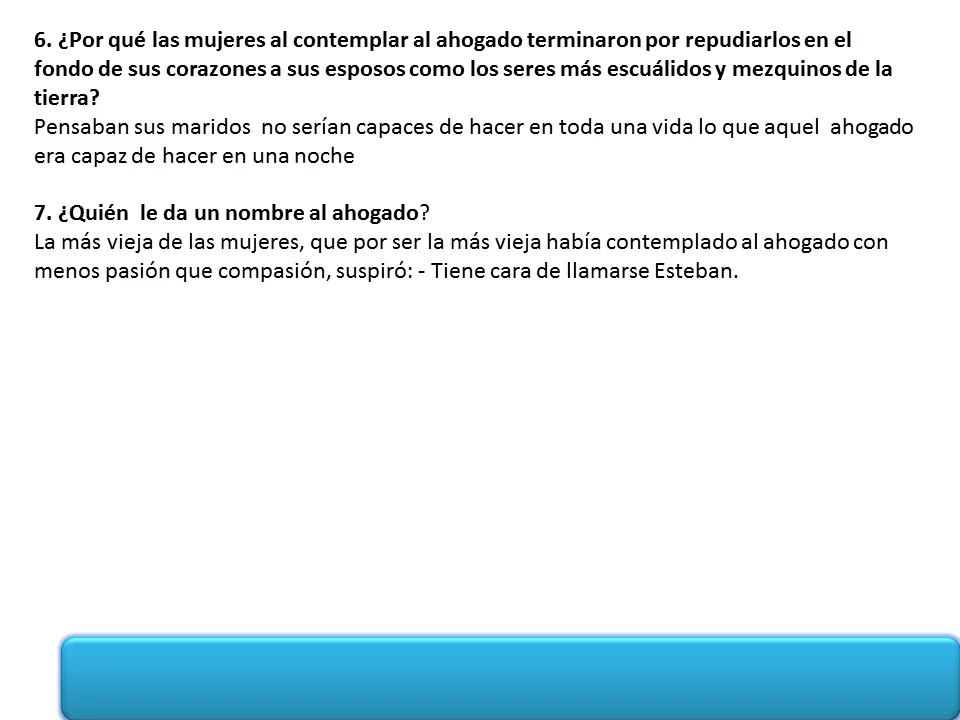 6. ¿Por qué las mujeres al contemplar al ahogado terminaron por repudiarlos en el
fondo de sus corazones a sus esposos como los seres más escuálidos y mezquinos de la
tierra?
Pensaban sus maridos  no serían capaces de hacer en toda una vida lo que aquel  ahogado
era capaz de hacer en una noche
7. ¿Quién  le da un nombre al ahogado?
La más vieja de las mujeres, que por ser la más vieja había contemplado al ahogado con
menos pasión que compasión, suspiró: - Tiene cara de llamarse Esteban.